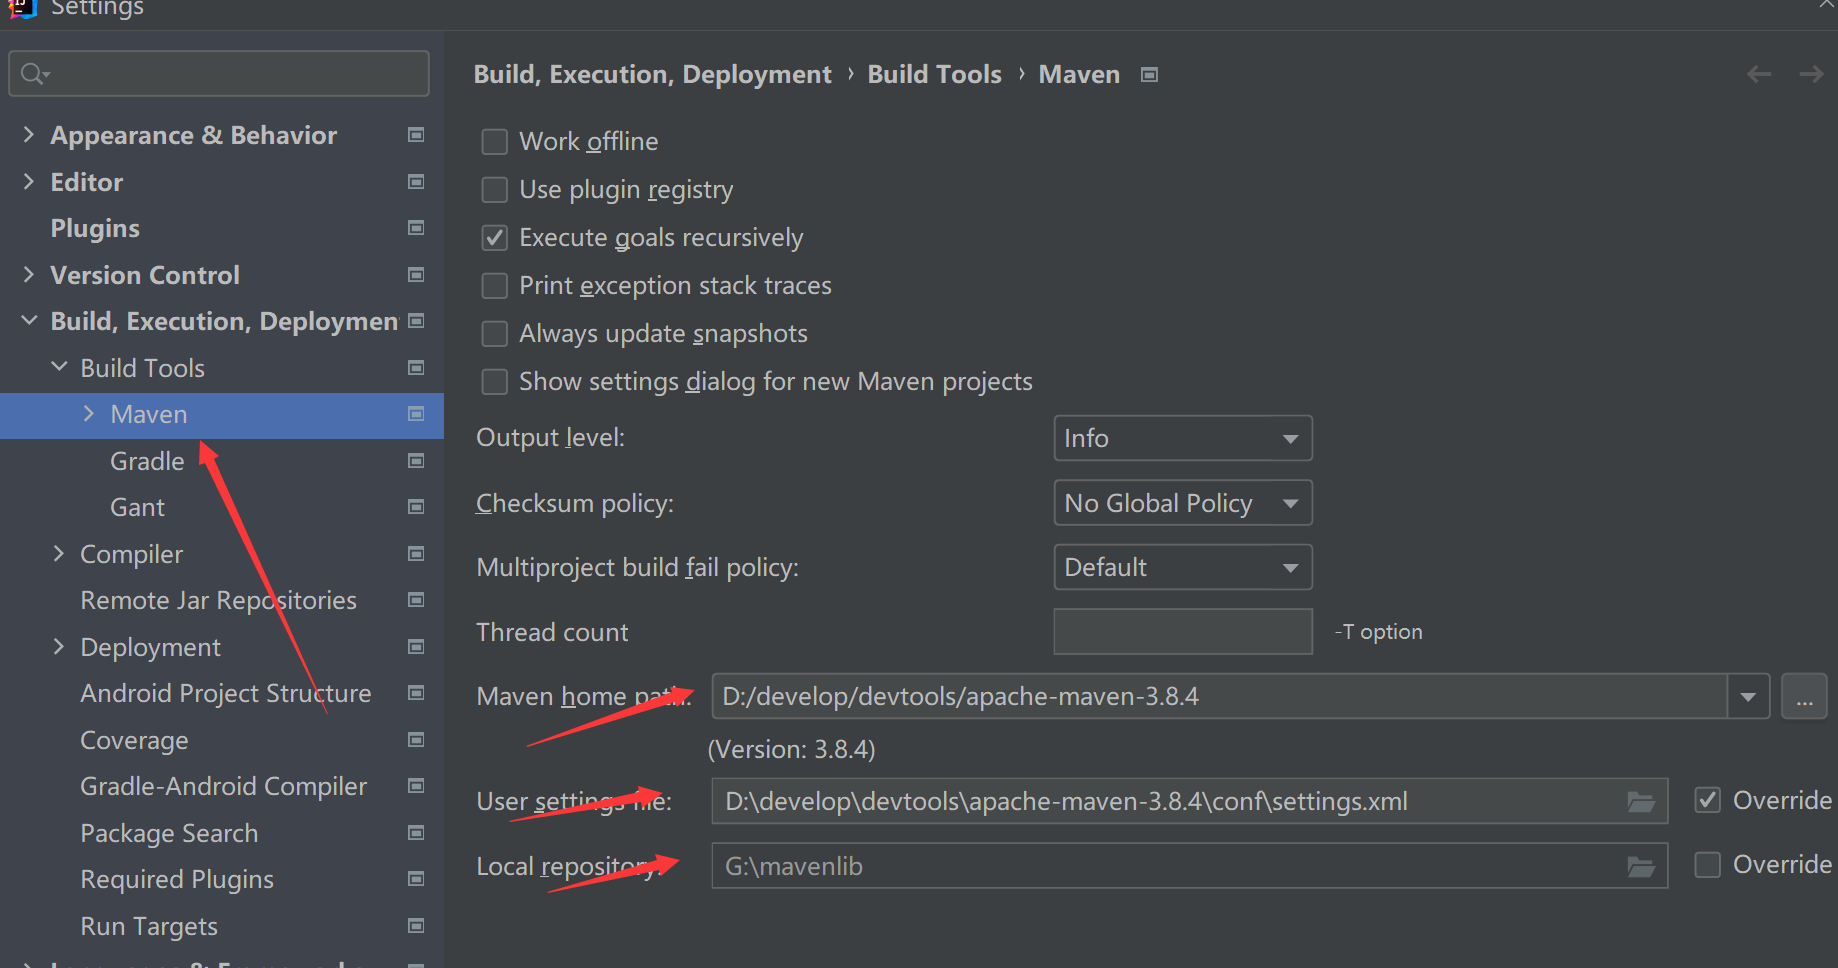 Settings
Appearance & Behavior
Editor
Plugins
Version Control
Build, Execution, Deploymen
Build Tools
Maven
Gradle
Gant
Compiler
Remote Jar Repositories
Deployment
Android Project Structure
Coverage
Gradle-Android Compiler
Package Search
Required Plugins
Run Targets
Build, Execution, Deployment › Build Tools › Maven
Work offline
Use plugin registry
Execute goals recursively
Print exception stack traces
Always update snapshots
Show settings dialog for new Maven projects
Output level: Info
Checksum policy: No Global Policy
Multiproject build fail policy: Default
Thread count -T option
Maven home path: D:/develop/devtools/apache-maven-3.8.4 ...
(Version: 3.8.4)
User settings file: D:\develop\devtools\apache-maven-3.8.4\conf\settings.xml Override
Local repository: G:\mavenlib Override